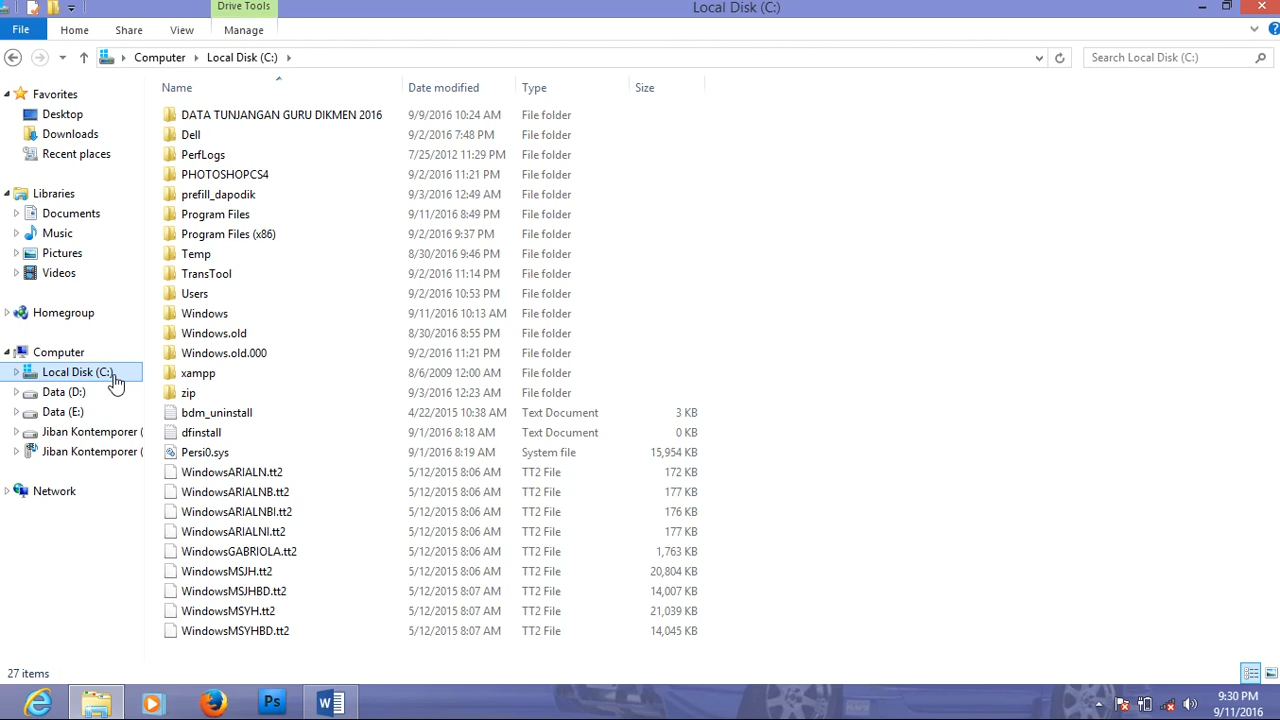 Drive Tools
Local Disk (C:)
File Home Share View Manage
Computer Local Disk (C:)
Search Local Disk (C:)
Name Date modified Type Size
Favorites
Desktop
Downloads
Recent places
Libraries
Documents
Music
Pictures
Videos
Homegroup
Computer
Local Disk (C:)
Data (D:)
Data (E:)
Jiban Kontemporer (
Jiban Kontemporer (
Network
DATA TUNJANGAN GURU DIKMEN 2016 9/9/2016 10:24 AM File folder
Dell 9/2/2016 7:48 PM File folder
PerfLogs 7/25/2012 11:29 PM File folder
PHOTOSHOPCS4 9/2/2016 11:21 PM File folder
prefill_dapodik 9/3/2016 12:49 AM File folder
Program Files 9/11/2016 8:49 PM File folder
Program Files (x86) 9/2/2016 9:37 PM File folder
Temp 8/30/2016 9:46 PM File folder
TransTool 9/2/2016 11:14 PM File folder
Users 9/2/2016 10:53 PM File folder
Windows 9/11/2016 10:13 AM File folder
Windows.old 8/30/2016 8:55 PM File folder
Windows.old.000 9/2/2016 11:21 PM File folder
xampp 8/6/2009 12:00 AM File folder
zip 9/3/2016 12:23 AM File folder
bdm_uninstall 4/22/2015 10:38 AM Text Document 3 KB
dfinstall 9/1/2016 8:18 AM Text Document 0 KB
Persi0.sys 9/1/2016 8:19 AM System file 15,954 KB
WindowsARIALN.tt2 5/12/2015 8:06 AM TT2 File 172 KB
WindowsARIALNB.tt2 5/12/2015 8:06 AM TT2 File 177 KB
WindowsARIALNBI.tt2 5/12/2015 8:06 AM TT2 File 176 KB
WindowsARIALNI.tt2 5/12/2015 8:06 AM TT2 File 177 KB
WindowsGABRIOLA.tt2 5/12/2015 8:06 AM TT2 File 1,763 KB
WindowsMSJH.tt2 5/12/2015 8:06 AM TT2 File 20,804 KB
WindowsMSJHBD.tt2 5/12/2015 8:07 AM TT2 File 14,007 KB
WindowsMSYH.tt2 5/12/2015 8:07 AM TT2 File 21,039 KB
WindowsMSYHBD.tt2 5/12/2015 8:07 AM TT2 File 14,045 KB
27 items
Ps
9:30 PM
9/11/2016